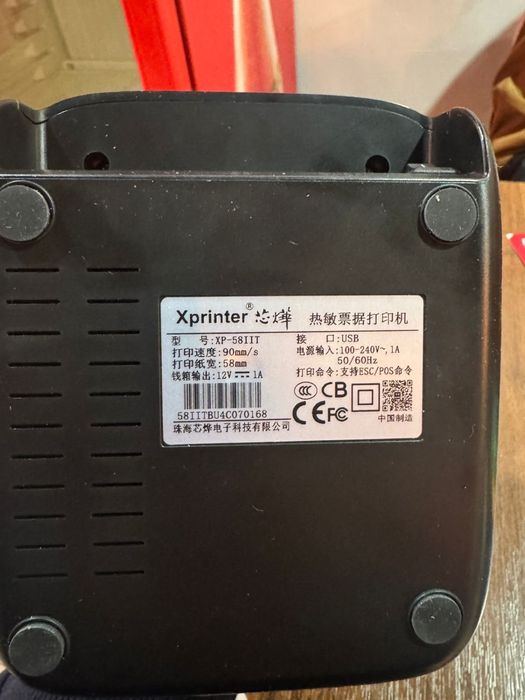 Xprinter® 芯烨 热敏票据打印机
型 号:XP-58IIT
打印速度:90mm/s
打印纸宽:58mm
钱箱输出:12V⎓1A
接 口:USB
电源输入:100-240V~,1A
50/60Hz
打印命令:支持ESC/POS命令
CCC CB
CE FC
58IITBU4C070168
中国制造
珠海芯烨电子科技有限公司